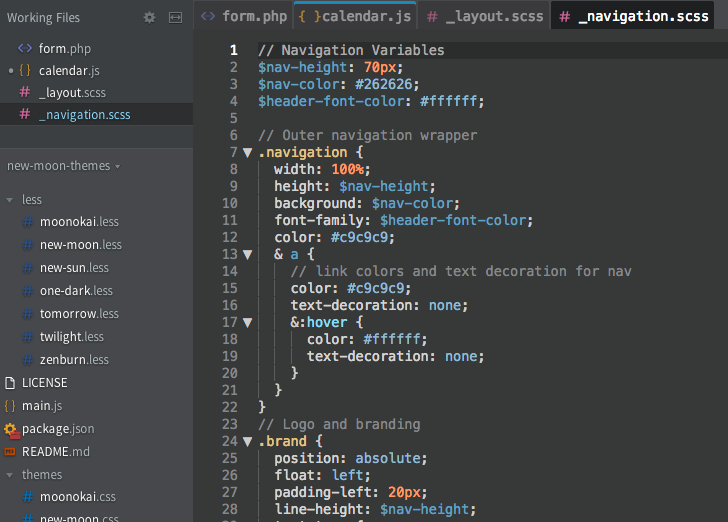 Working Files
form.php
calendar.js
_layout.scss
_navigation.scss
new-moon-themes
less
moonokai.less
new-moon.less
new-sun.less
one-dark.less
tomorrow.less
twilight.less
zenburn.less
LICENSE
main.js
package.json
README.md
themes
moonokai.css
new-moon.css
<> form.php { }calendar.js # _layout.scss # _navigation.scss
1 // Navigation Variables
2 $nav-height: 70px;
3 $nav-color: #262626;
4 $header-font-color: #ffffff;
5
6 // Outer navigation wrapper
7 .navigation {
8 width: 100%;
9 height: $nav-height;
10 background: $nav-color;
11 font-family: $header-font-color;
12 color: #c9c9c9;
13 & a {
14 // link colors and text decoration for nav
15 color: #c9c9c9;
16 text-decoration: none;
17 &:hover {
18 color: #ffffff;
19 text-decoration: none;
20 }
21 }
22 }
23 // Logo and branding
24 .brand {
25 position: absolute;
26 float: left;
27 padding-left: 20px;
28 line-height: $nav-height;